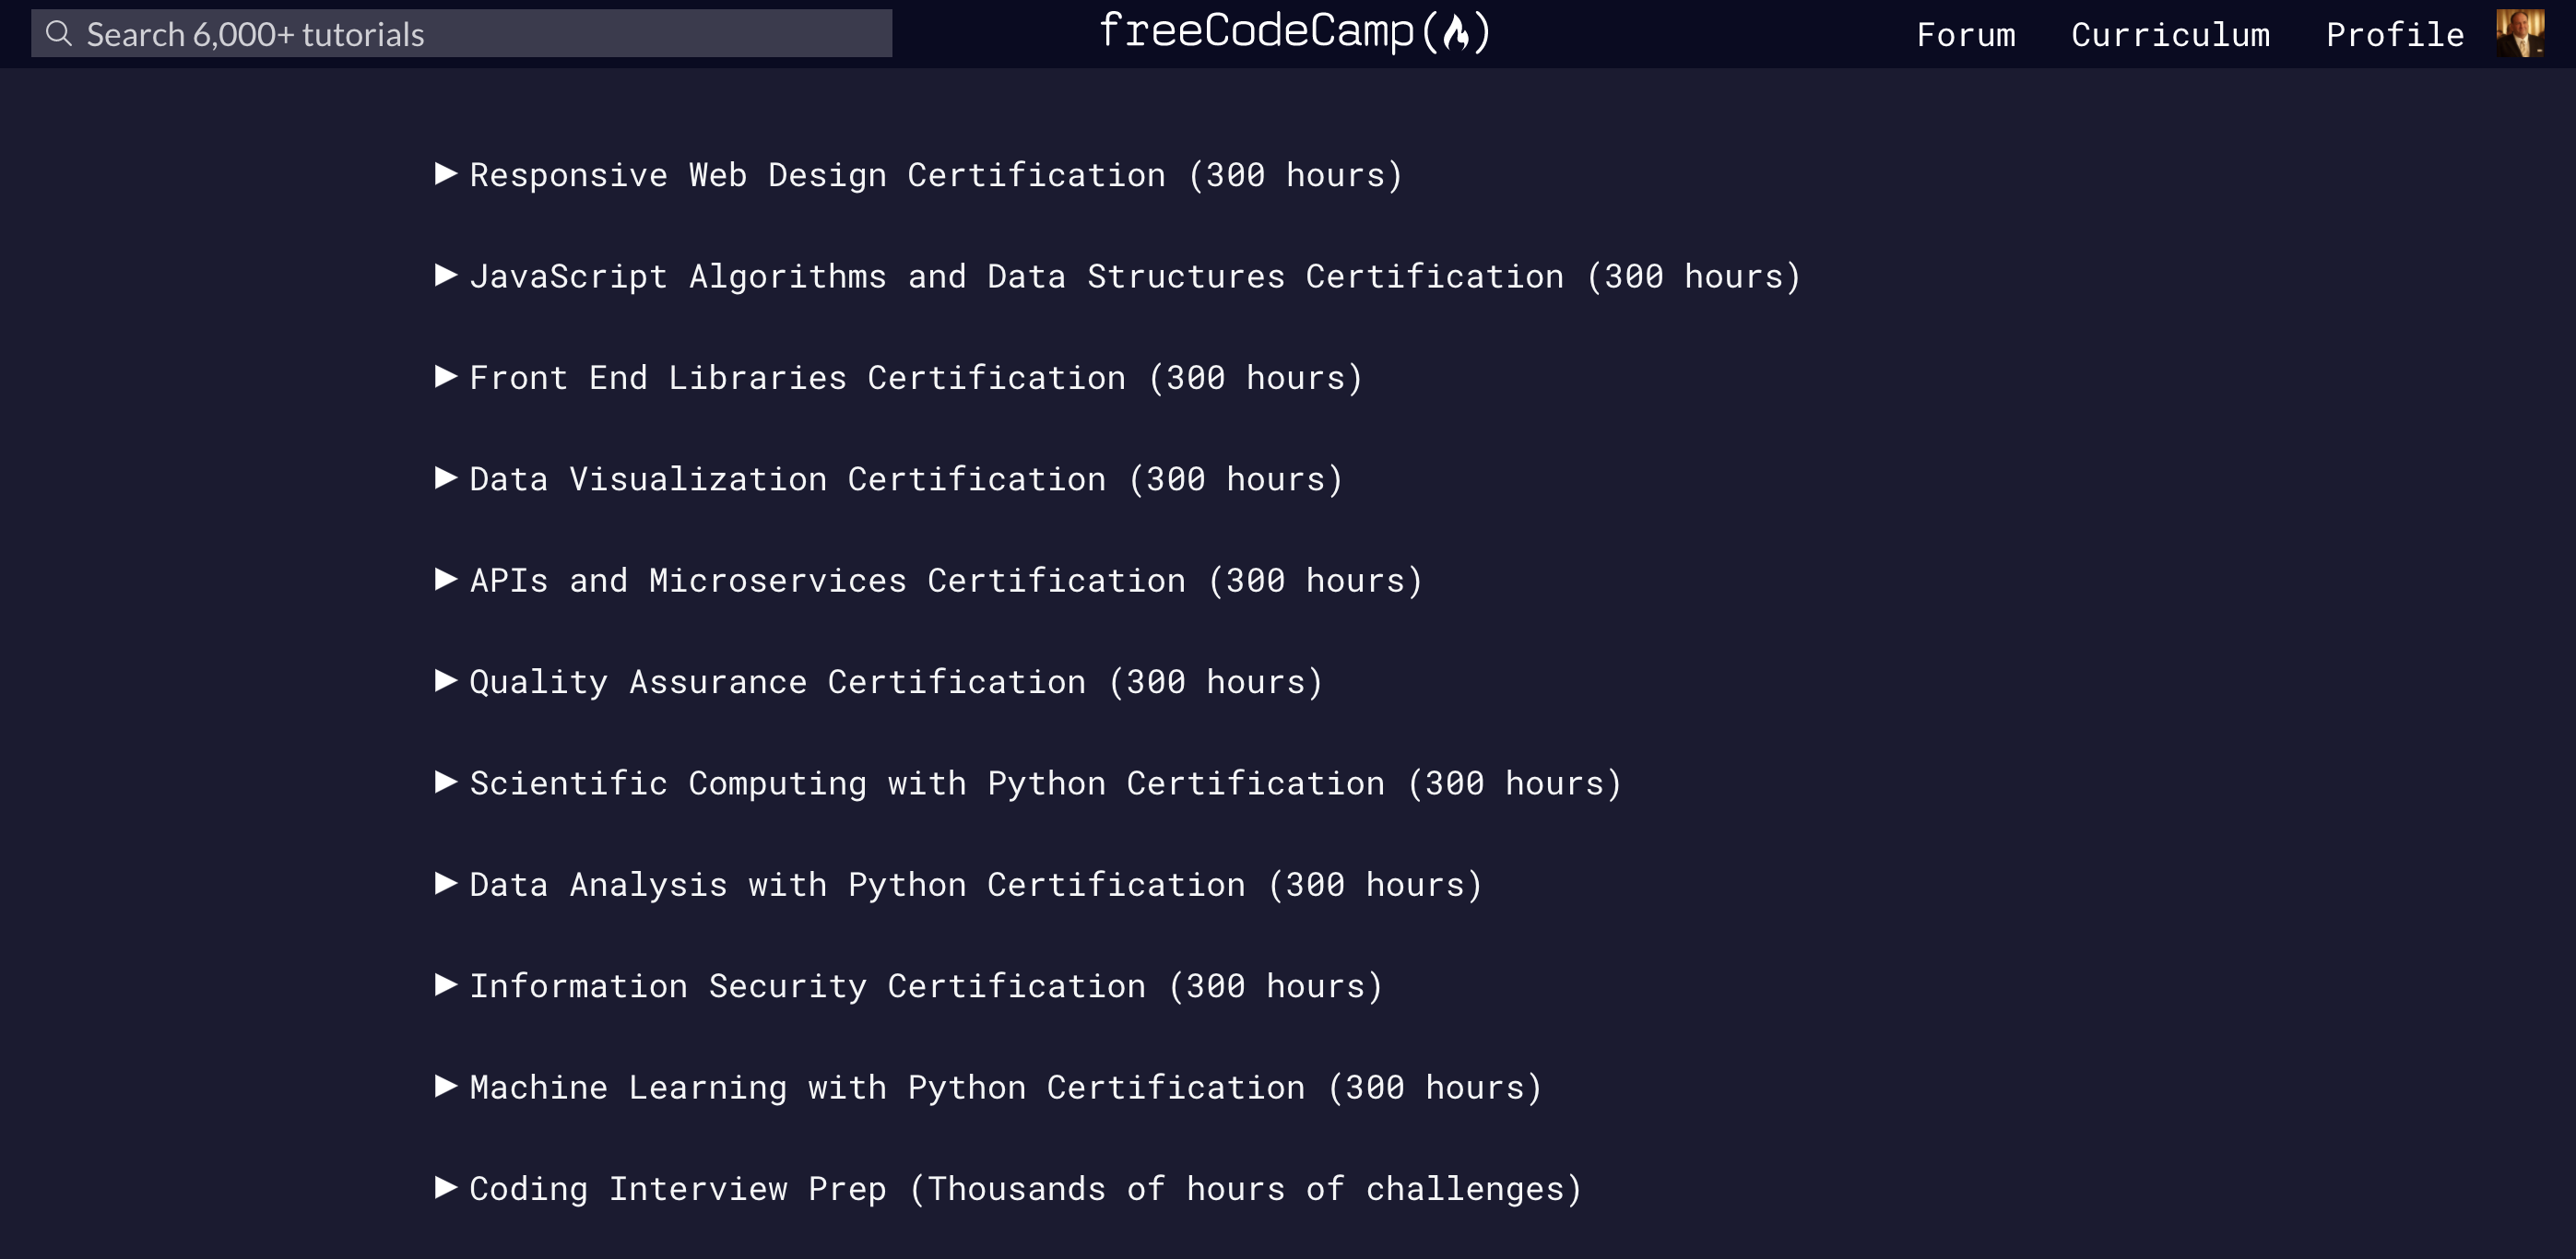 Search 6,000+ tutorials
freeCodeCamp(🔥)
Forum Curriculum Profile
▶ Responsive Web Design Certification (300 hours)
▶ JavaScript Algorithms and Data Structures Certification (300 hours)
▶ Front End Libraries Certification (300 hours)
▶ Data Visualization Certification (300 hours)
▶ APIs and Microservices Certification (300 hours)
▶ Quality Assurance Certification (300 hours)
▶ Scientific Computing with Python Certification (300 hours)
▶ Data Analysis with Python Certification (300 hours)
▶ Information Security Certification (300 hours)
▶ Machine Learning with Python Certification (300 hours)
▶ Coding Interview Prep (Thousands of hours of challenges)